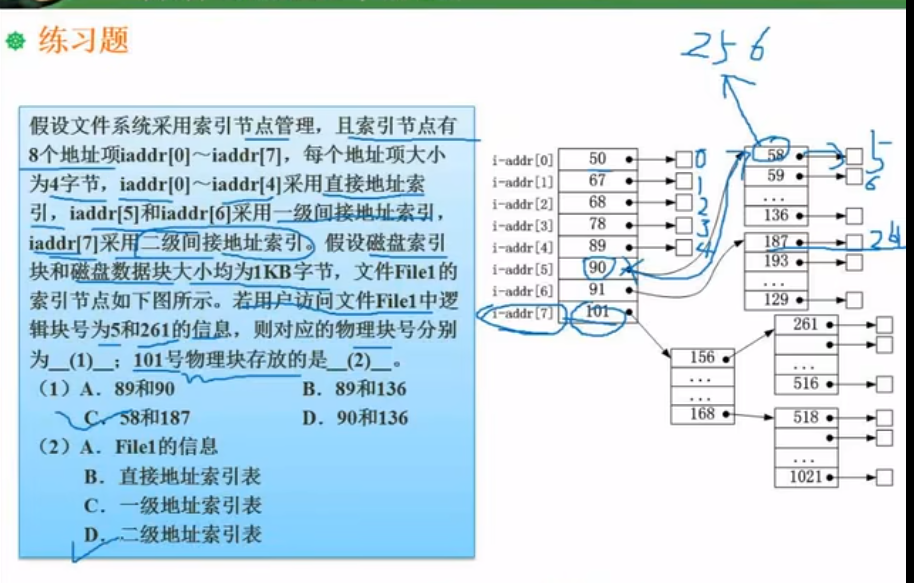 练习题
假设文件系统采用索引节点管理，且索引节点有
8个地址项iaddr[0]～iaddr[7]，每个地址项大小
为4字节，iaddr[0]～iaddr[4]采用直接地址索
引，iaddr[5]和iaddr[6]采用一级间接地址索引，
iaddr[7]采用二级间接地址索引。假设磁盘索引
块和磁盘数据块大小均为1KB字节，文件File1的
索引节点如下图所示。若用户访问文件File1中逻
辑块号为5和261的信息，则对应的物理块号分别
为__(1)__；101号物理块存放的是__(2)__。
（1）A．89和90 B．89和136
C．58和187 D．90和136
（2）A．File1的信息
B．直接地址索引表
C．一级地址索引表
D．二级地址索引表
256
i-addr[0] 50 0
i-addr[1] 67 1
i-addr[2] 68 2
i-addr[3] 78 3
i-addr[4] 89 4
i-addr[5] 90
i-addr[6] 91
i-addr[7] 101
58 5
59 6
...
136
187
193
...
129
156
...
...
168
261
...
516
518
...
1021